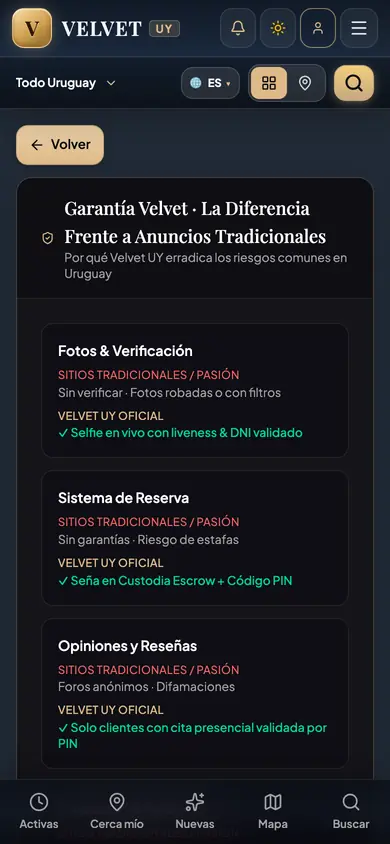 V VELVET UY
Todo Uruguay
ES
Volver
Garantía Velvet · La Diferencia
Frente a Anuncios Tradicionales
Por qué Velvet UY erradica los riesgos comunes en
Uruguay
Fotos & Verificación
SITIOS TRADICIONALES / PASIÓN
Sin verificar · Fotos robadas o con filtros
VELVET UY OFICIAL
✓ Selfie en vivo con liveness & DNI validado
Sistema de Reserva
SITIOS TRADICIONALES / PASIÓN
Sin garantías · Riesgo de estafas
VELVET UY OFICIAL
✓ Seña en Custodia Escrow + Código PIN
Opiniones y Reseñas
SITIOS TRADICIONALES / PASIÓN
Foros anónimos · Difamaciones
VELVET UY OFICIAL
✓ Solo clientes con cita presencial validada por
PIN
Activas Cerca mío Nuevas Mapa Buscar